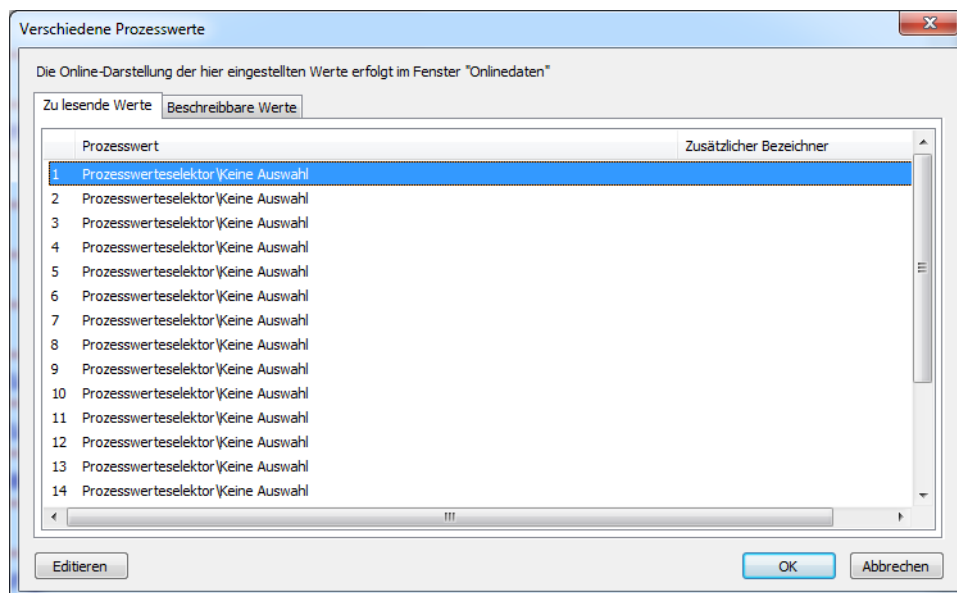 Verschiedene Prozesswerte
Die Online-Darstellung der hier eingestellten Werte erfolgt im Fenster "Onlinedaten"
Zu lesende Werte Beschreibbare Werte
Prozesswert Zusätzlicher Bezeichner
1 Prozesswerteselektor\Keine Auswahl
2 Prozesswerteselektor\Keine Auswahl
3 Prozesswerteselektor\Keine Auswahl
4 Prozesswerteselektor\Keine Auswahl
5 Prozesswerteselektor\Keine Auswahl
6 Prozesswerteselektor\Keine Auswahl
7 Prozesswerteselektor\Keine Auswahl
8 Prozesswerteselektor\Keine Auswahl
9 Prozesswerteselektor\Keine Auswahl
10 Prozesswerteselektor\Keine Auswahl
11 Prozesswerteselektor\Keine Auswahl
12 Prozesswerteselektor\Keine Auswahl
13 Prozesswerteselektor\Keine Auswahl
14 Prozesswerteselektor\Keine Auswahl
Editieren OK Abbrechen